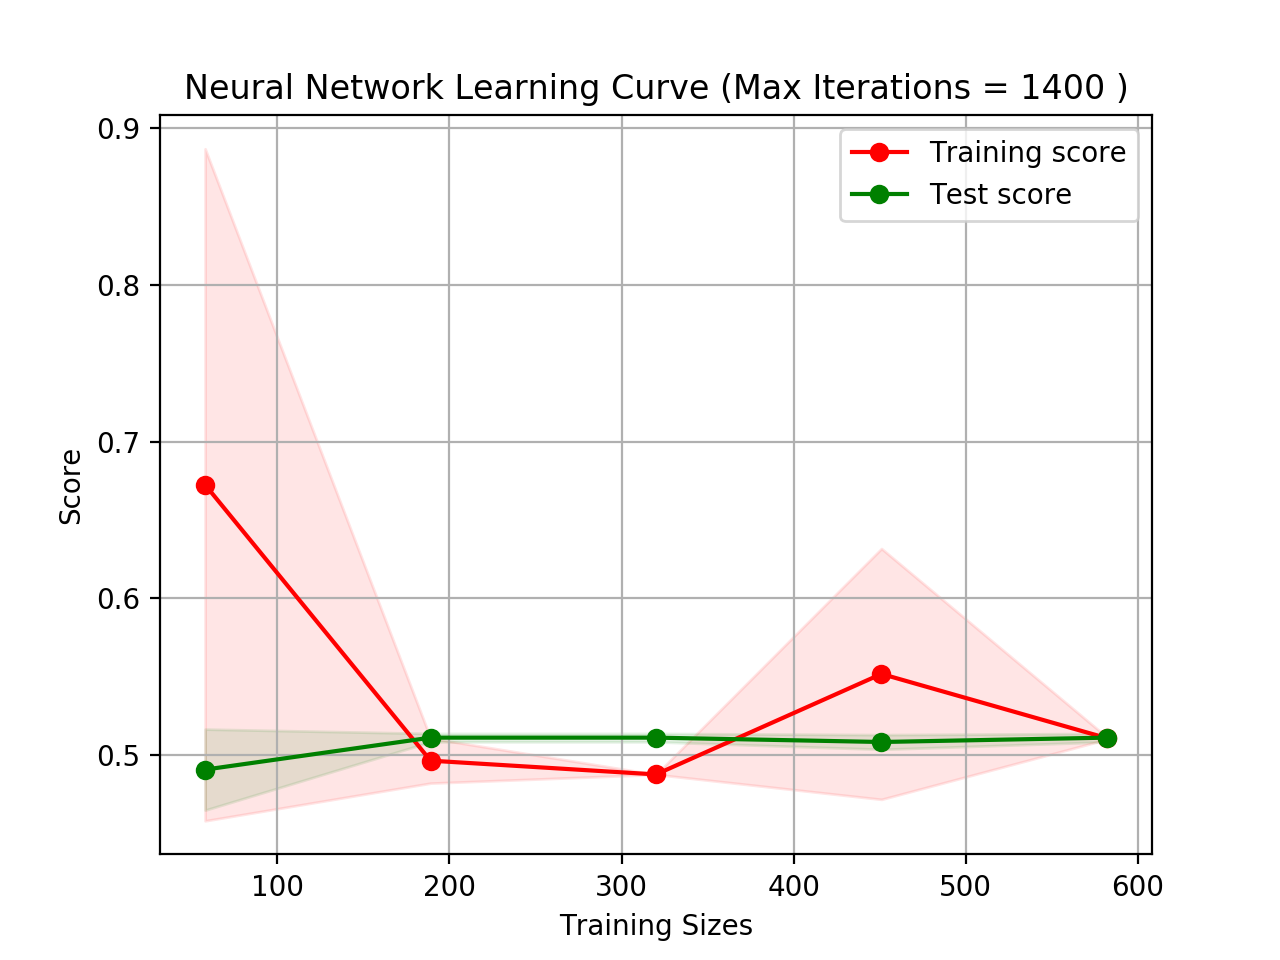 Neural Network Learning Curve (Max Iterations = 1400 )
Training score
Test score
0.9
0.8
0.7
0.6
0.5
Score
100 200 300 400 500 600
Training Sizes